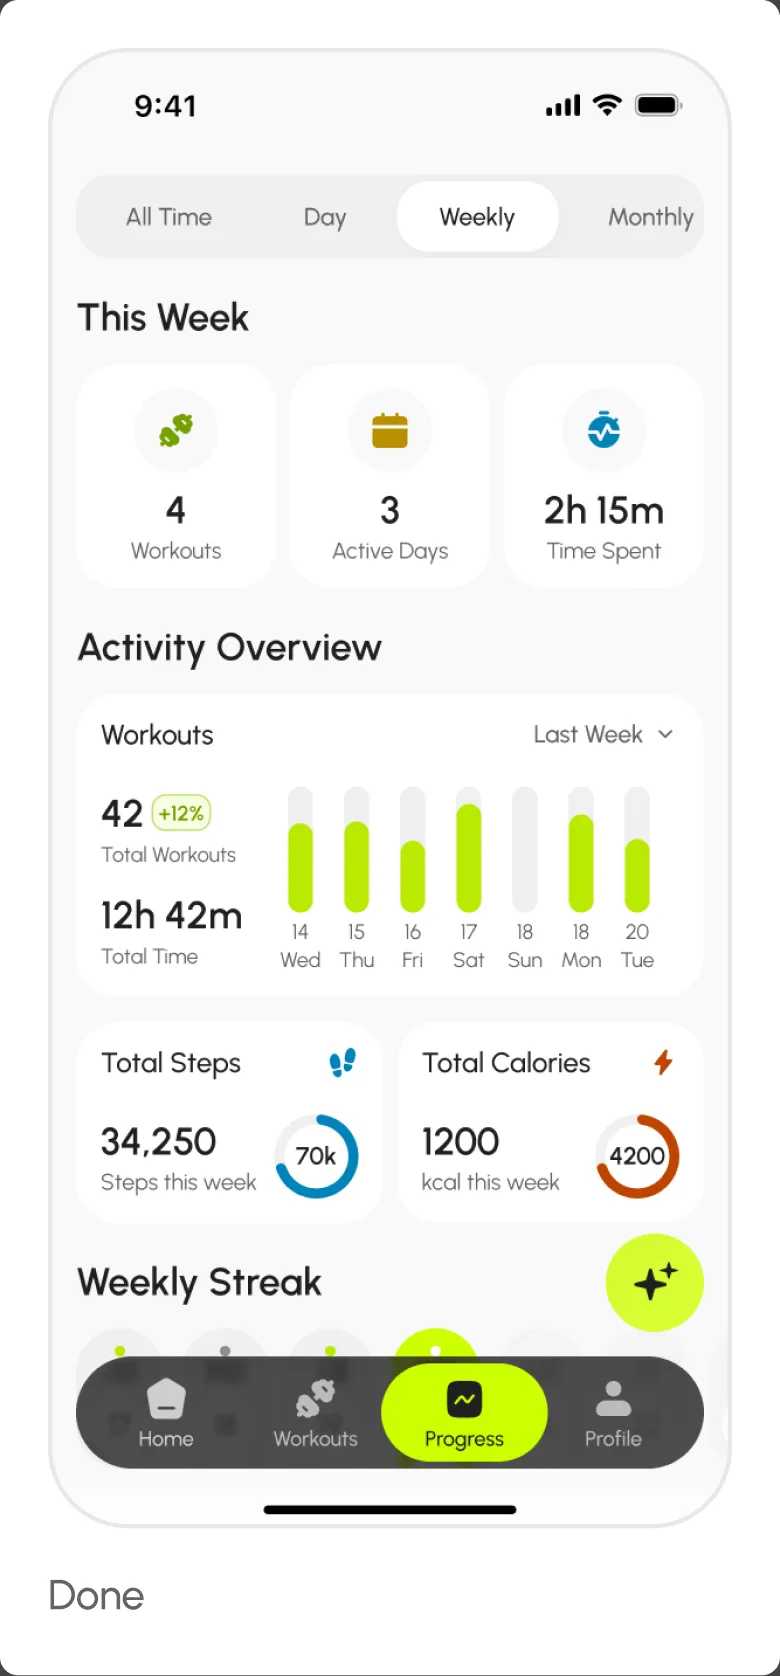 9:41
All Time Day Weekly Monthly
This Week
4 3 2h 15m
Workouts Active Days Time Spent
Activity Overview
Workouts Last Week
42 +12%
Total Workouts
12h 42m
Total Time
14 15 16 17 18 18 20
Wed Thu Fri Sat Sun Mon Tue
Total Steps Total Calories
34,250 70k 1200 4200
Steps this week kcal this week
Weekly Streak
Home Workouts Progress Profile
Done